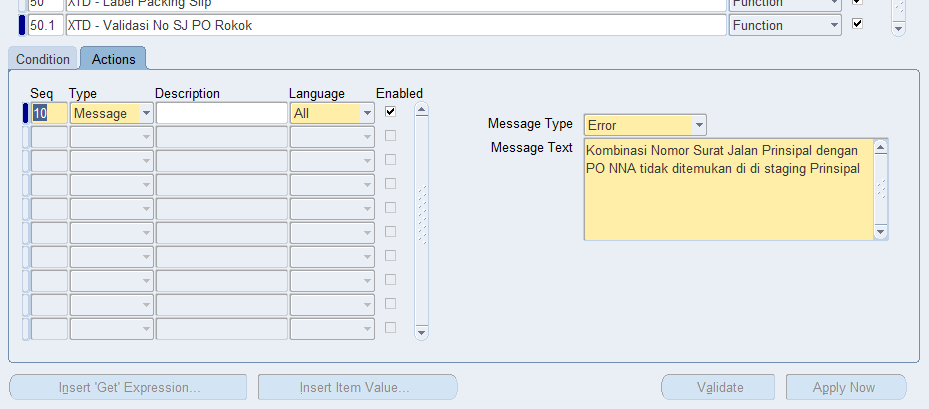 50 XTD - Label Packing Slip Function
50.1 XTD - Validasi No SJ PO Rokok Function
Condition Actions
Seq Type Description Language Enabled
10 Message All
Message Type Error
Message Text Kombinasi Nomor Surat Jalan Prinsipal dengan
PO NNA tidak ditemukan di di staging Prinsipal
Insert 'Get' Expression... Insert Item Value... Validate Apply Now